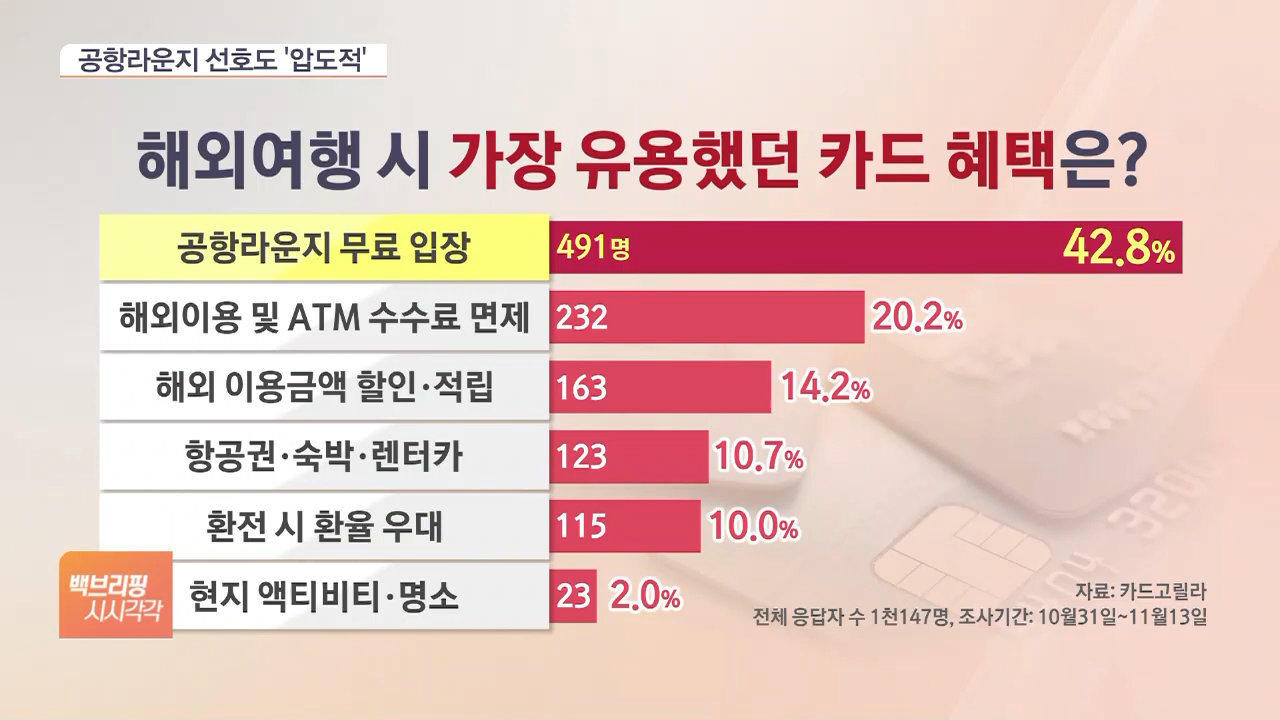 공항라운지 선호도 '압도적'
해외여행 시 가장 유용했던 카드 혜택은?
공항라운지 무료 입장 491명 42.8%
해외이용 및 ATM 수수료 면제 232 20.2%
해외 이용금액 할인·적립 163 14.2%
항공권·숙박·렌터카 123 10.7%
환전 시 환율 우대 115 10.0%
현지 액티비티·명소 23 2.0%
백브리핑
시시각각
자료: 카드고릴라
전체 응답자 수 1천147명, 조사기간: 10월31일~11월13일